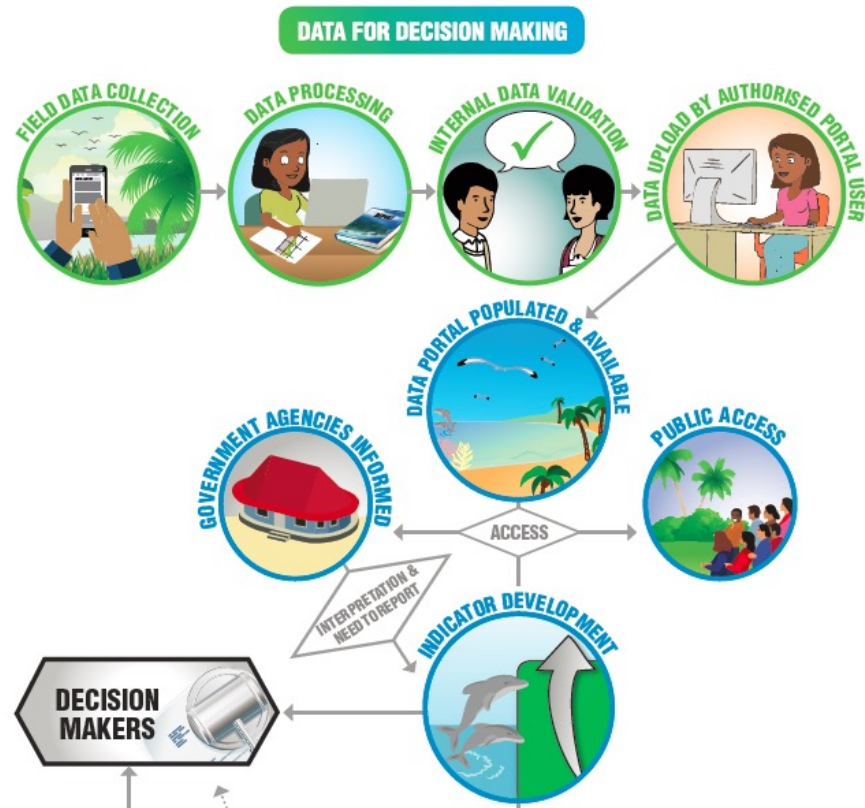 DATA FOR DECISION MAKING
FIELD DATA COLLECTION
DATA PROCESSING
INTERNAL DATA VALIDATION
DATA UPLOAD BY AUTHORISED PORTAL USER
DATA PORTAL POPULATED & AVAILABLE
GOVERNMENT AGENCIES INFORMED
PUBLIC ACCESS
ACCESS
INTERPRETATION &
NEED TO REPORT
INDICATOR DEVELOPMENT
DECISION
MAKERS